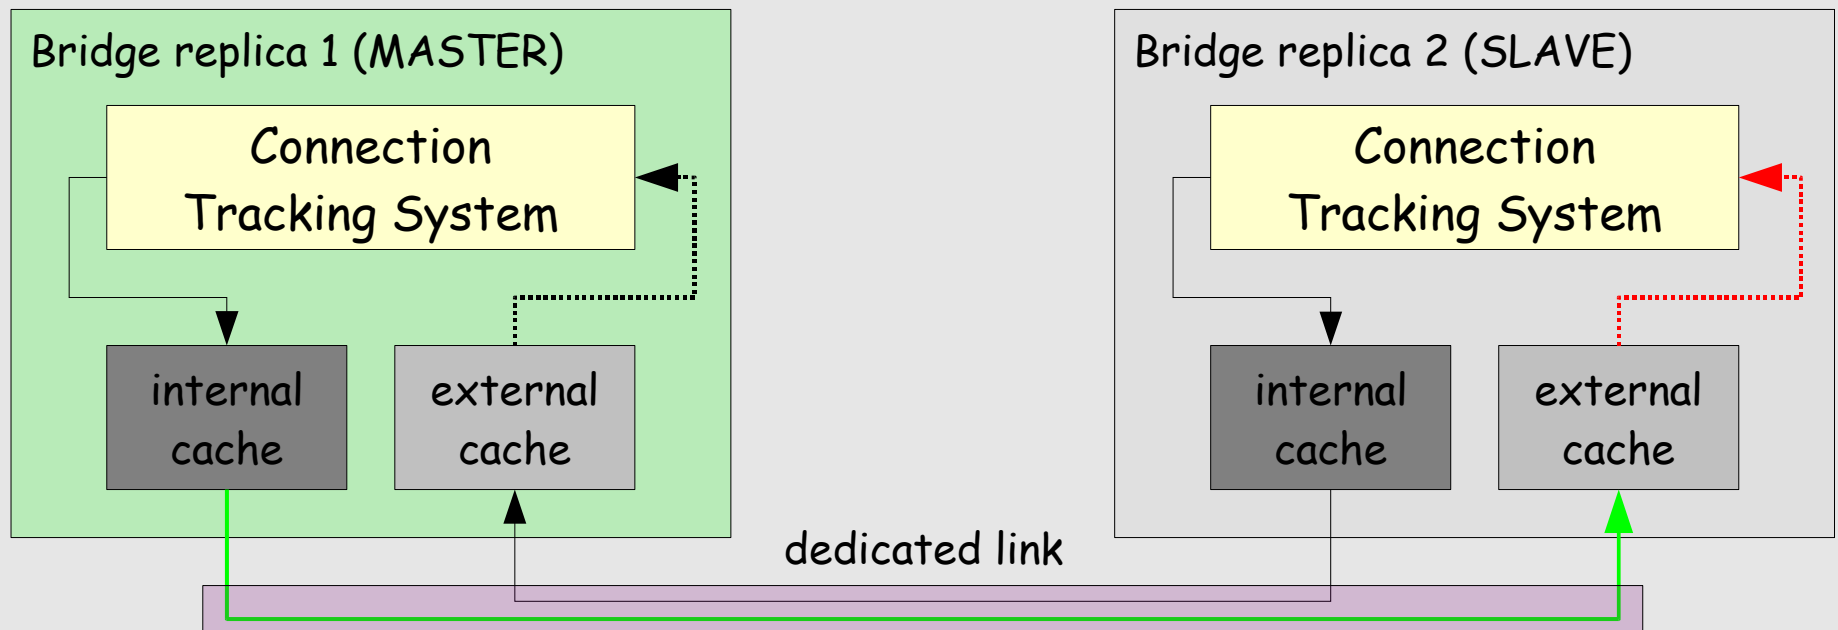 Bridge replica 1 (MASTER)
Connection
Tracking System
internal
cache
external
cache
Bridge replica 2 (SLAVE)
Connection
Tracking System
internal
cache
external
cache
dedicated link